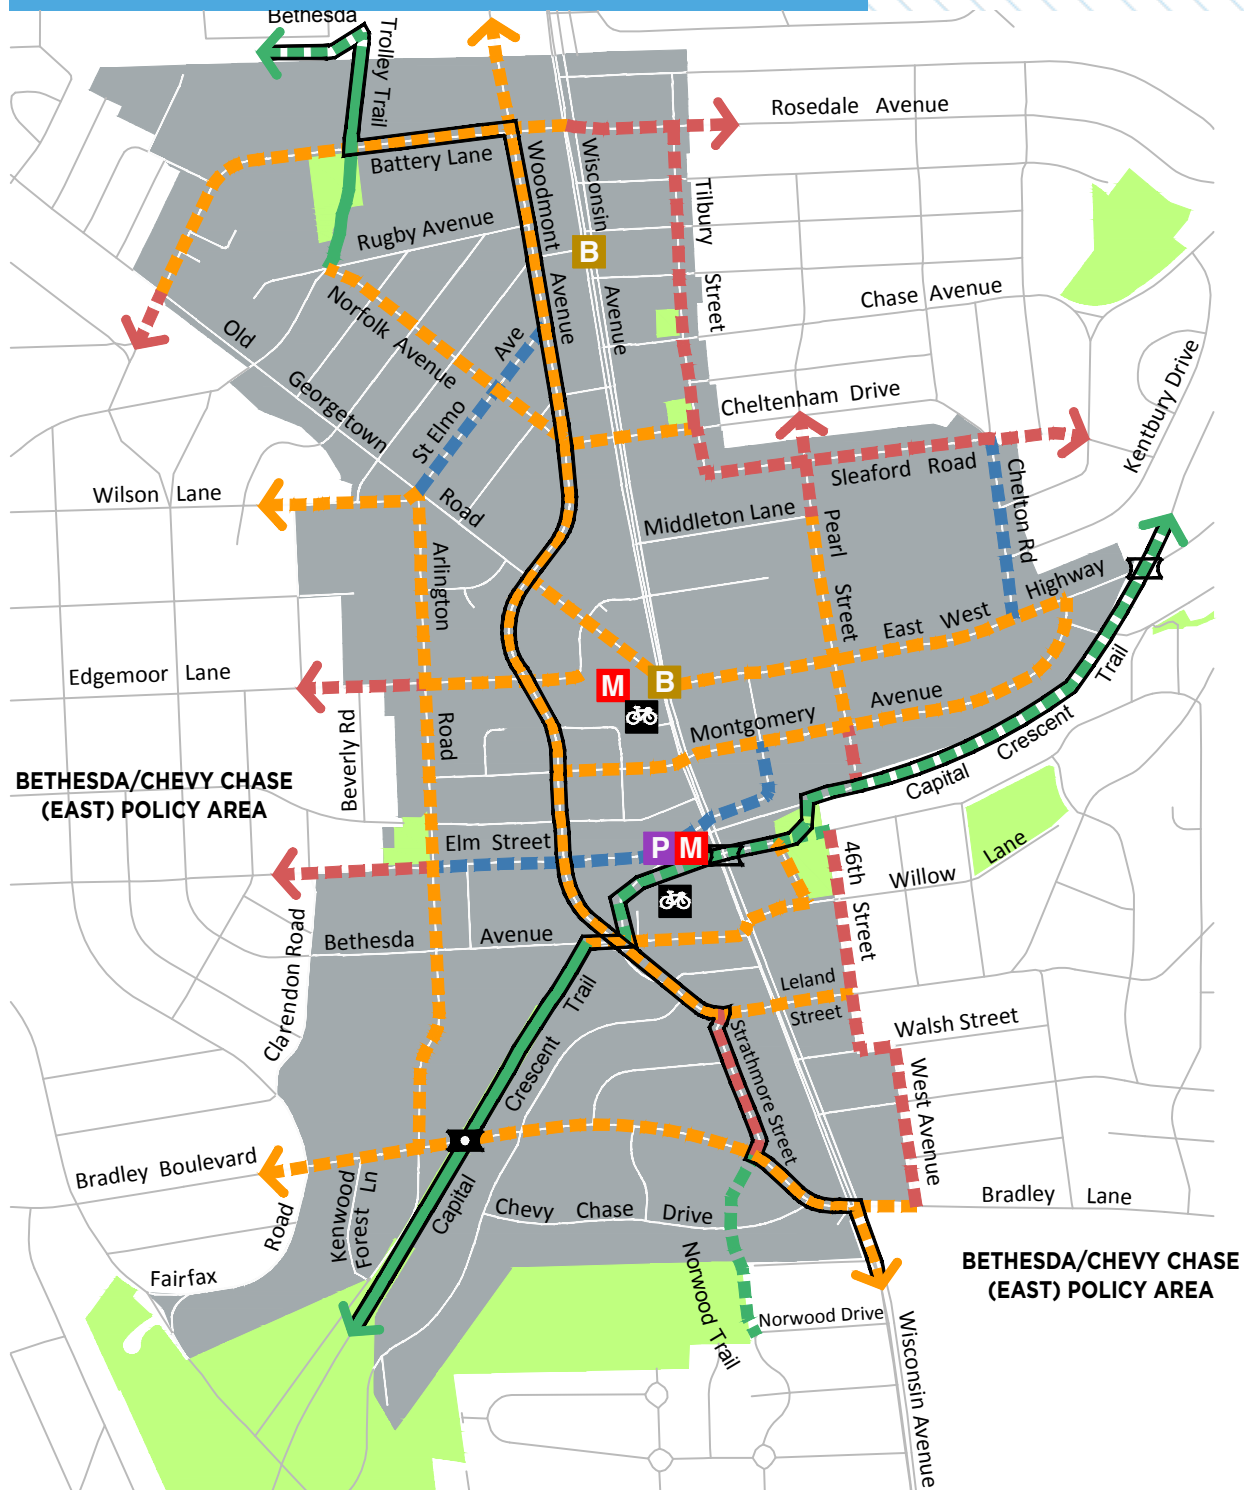 Bethesda
Trolley Trail
Rosedale Avenue
Battery Lane
Woodmont
Avenue
Wisconsin
Avenue
Tilbury
Street
B
Rugby Avenue
Chase Avenue
Norfolk Avenue
Old
Georgetown
Road
St Elmo
Ave
Cheltenham Drive
Kentbury Drive
Sleaford Road
Chelton Rd
Wilson Lane
Middleton Lane
Pearl
Street
Arlington
Road
Highway
East West
Edgemoor Lane
M
B
Avenue
Montgomery
Trail
Crescent
Capital
Beverly Rd
BETHESDA/CHEVY CHASE
(EAST) POLICY AREA
Elm Street
P
M
46th
Street
Lane
Willow
Bethesda
Avenue
Clarendon Road
Trail
Crescent
Capital
Leland
Street
Walsh Street
Strathmore Street
West Avenue
Bradley Boulevard
Bradley Lane
Road
Kenwood
Forest Ln
Chevy Chase Drive
Fairfax
Norwood Trail
Norwood Drive
BETHESDA/CHEVY CHASE
(EAST) POLICY AREA
Wisconsin Avenue